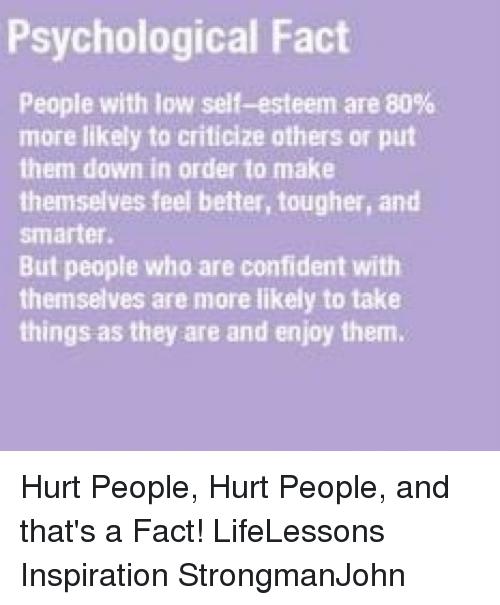 Psychological Fact
People with low self-esteem are 80%
more likely to criticize others or put
them down in order to make
themselves feel better, tougher, and
smarter.
But people who are confident with
themselves are more likely to take
things as they are and enjoy them.
Hurt People, Hurt People, and
that's a Fact! LifeLessons
Inspiration StrongmanJohn